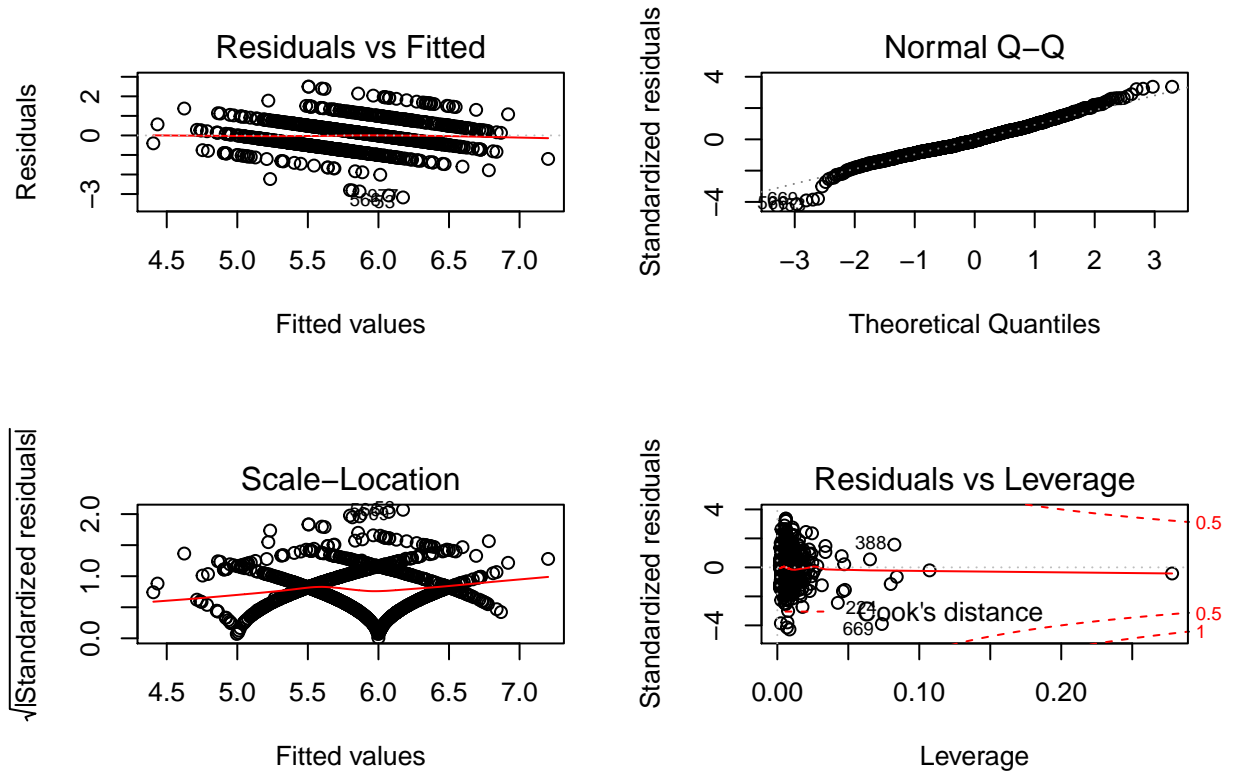 Residuals vs Fitted
Residuals
2
0
−3
4.5 5.0 5.5 6.0 6.5 7.0
Fitted values
Normal Q−Q
Standardized residuals
4
0
−4
−3 −2 −1 0 1 2 3
Theoretical Quantiles
Scale−Location
√|Standardized residuals|
2.0
1.0
0.0
4.5 5.0 5.5 6.0 6.5 7.0
Fitted values
Residuals vs Leverage
Standardized residuals
4
0
−4
388
224
669
Cook's distance
0.5
0.5
1
0.00 0.10 0.20
Leverage